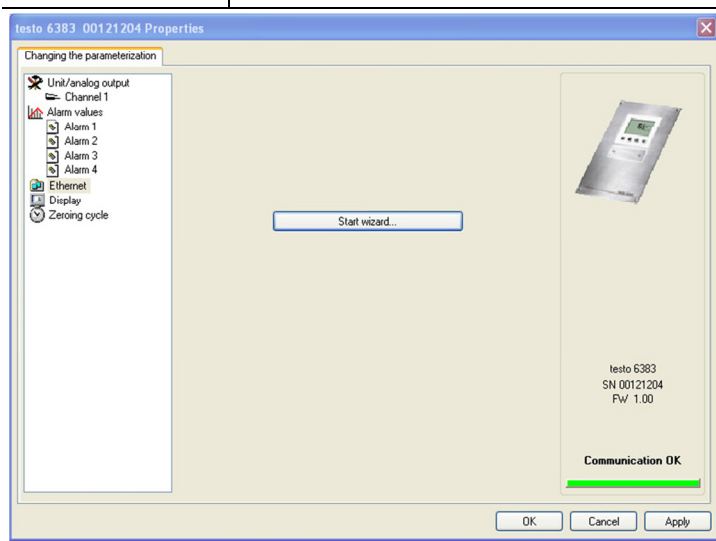 testo 6383 00121204 Properties
Changing the parameterization
Unit/analog output
Channel 1
Alarm values
Alarm 1
Alarm 2
Alarm 3
Alarm 4
Ethernet
Display
Zeroing cycle
Start wizard...
testo 6383
SN 00121204
FW 1.00
Communication OK
OK Cancel Apply